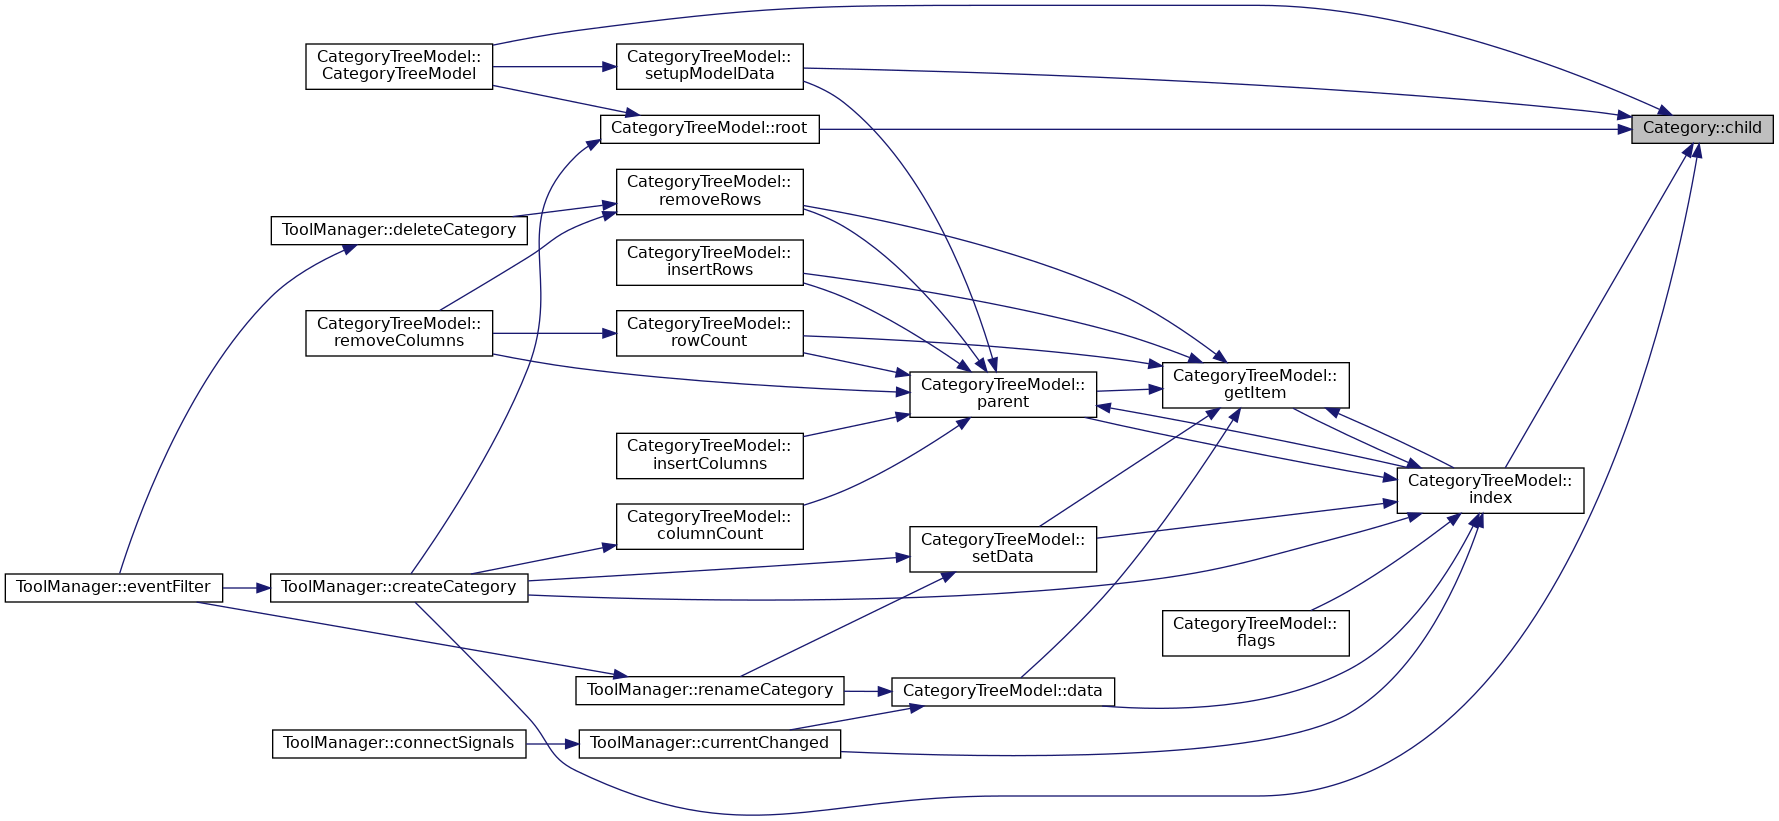 CategoryTreeModel::
CategoryTreeModel
CategoryTreeModel::
setupModelData
CategoryTreeModel::root
Category::child
CategoryTreeModel::
removeRows
ToolManager::deleteCategory
CategoryTreeModel::
insertRows
CategoryTreeModel::
removeColumns
CategoryTreeModel::
rowCount
CategoryTreeModel::
parent
CategoryTreeModel::
getItem
CategoryTreeModel::
insertColumns
CategoryTreeModel::
index
CategoryTreeModel::
columnCount
CategoryTreeModel::
setData
ToolManager::eventFilter
ToolManager::createCategory
CategoryTreeModel::
flags
ToolManager::renameCategory
CategoryTreeModel::data
ToolManager::connectSignals
ToolManager::currentChanged